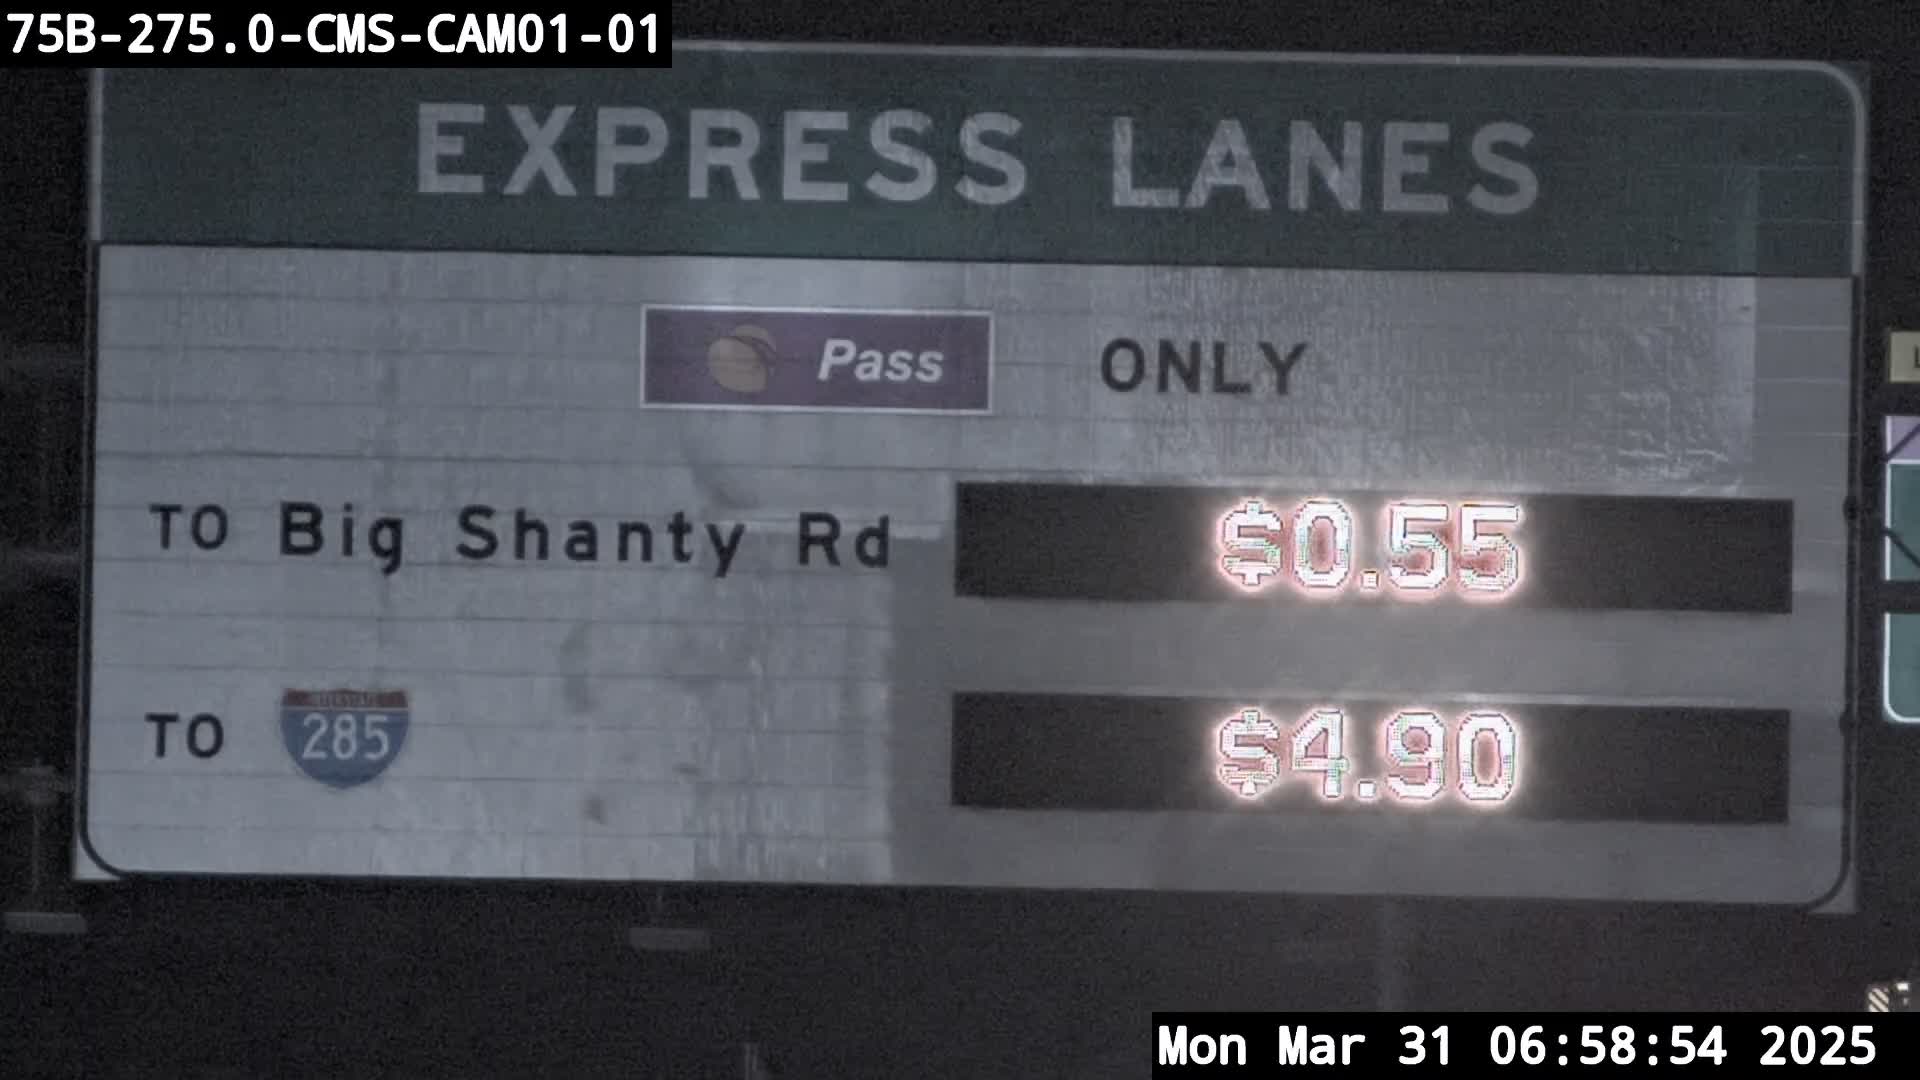 75B-275.0-CMS-CAM01-01
EXPRESS LANES
Pass ONLY
TO Big Shanty Rd $0.55
TO 285 $4.90
Mon Mar 31 06:58:54 2025